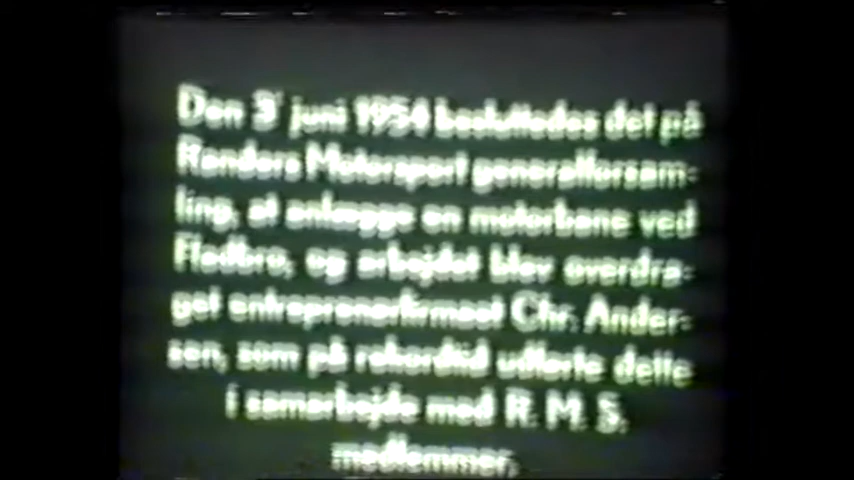 Den 3' juni 1954 besluttedes det på
Randers Motorsport generalforsam-
ling, at anlægge en motorbane ved
Fladbro, og arbejdet blev overdra-
get entreprenørfirmaet Chr. Ander-
sen, som på rekordtid udførte dette
i samarbejde med R. M. S.
medlemmer.